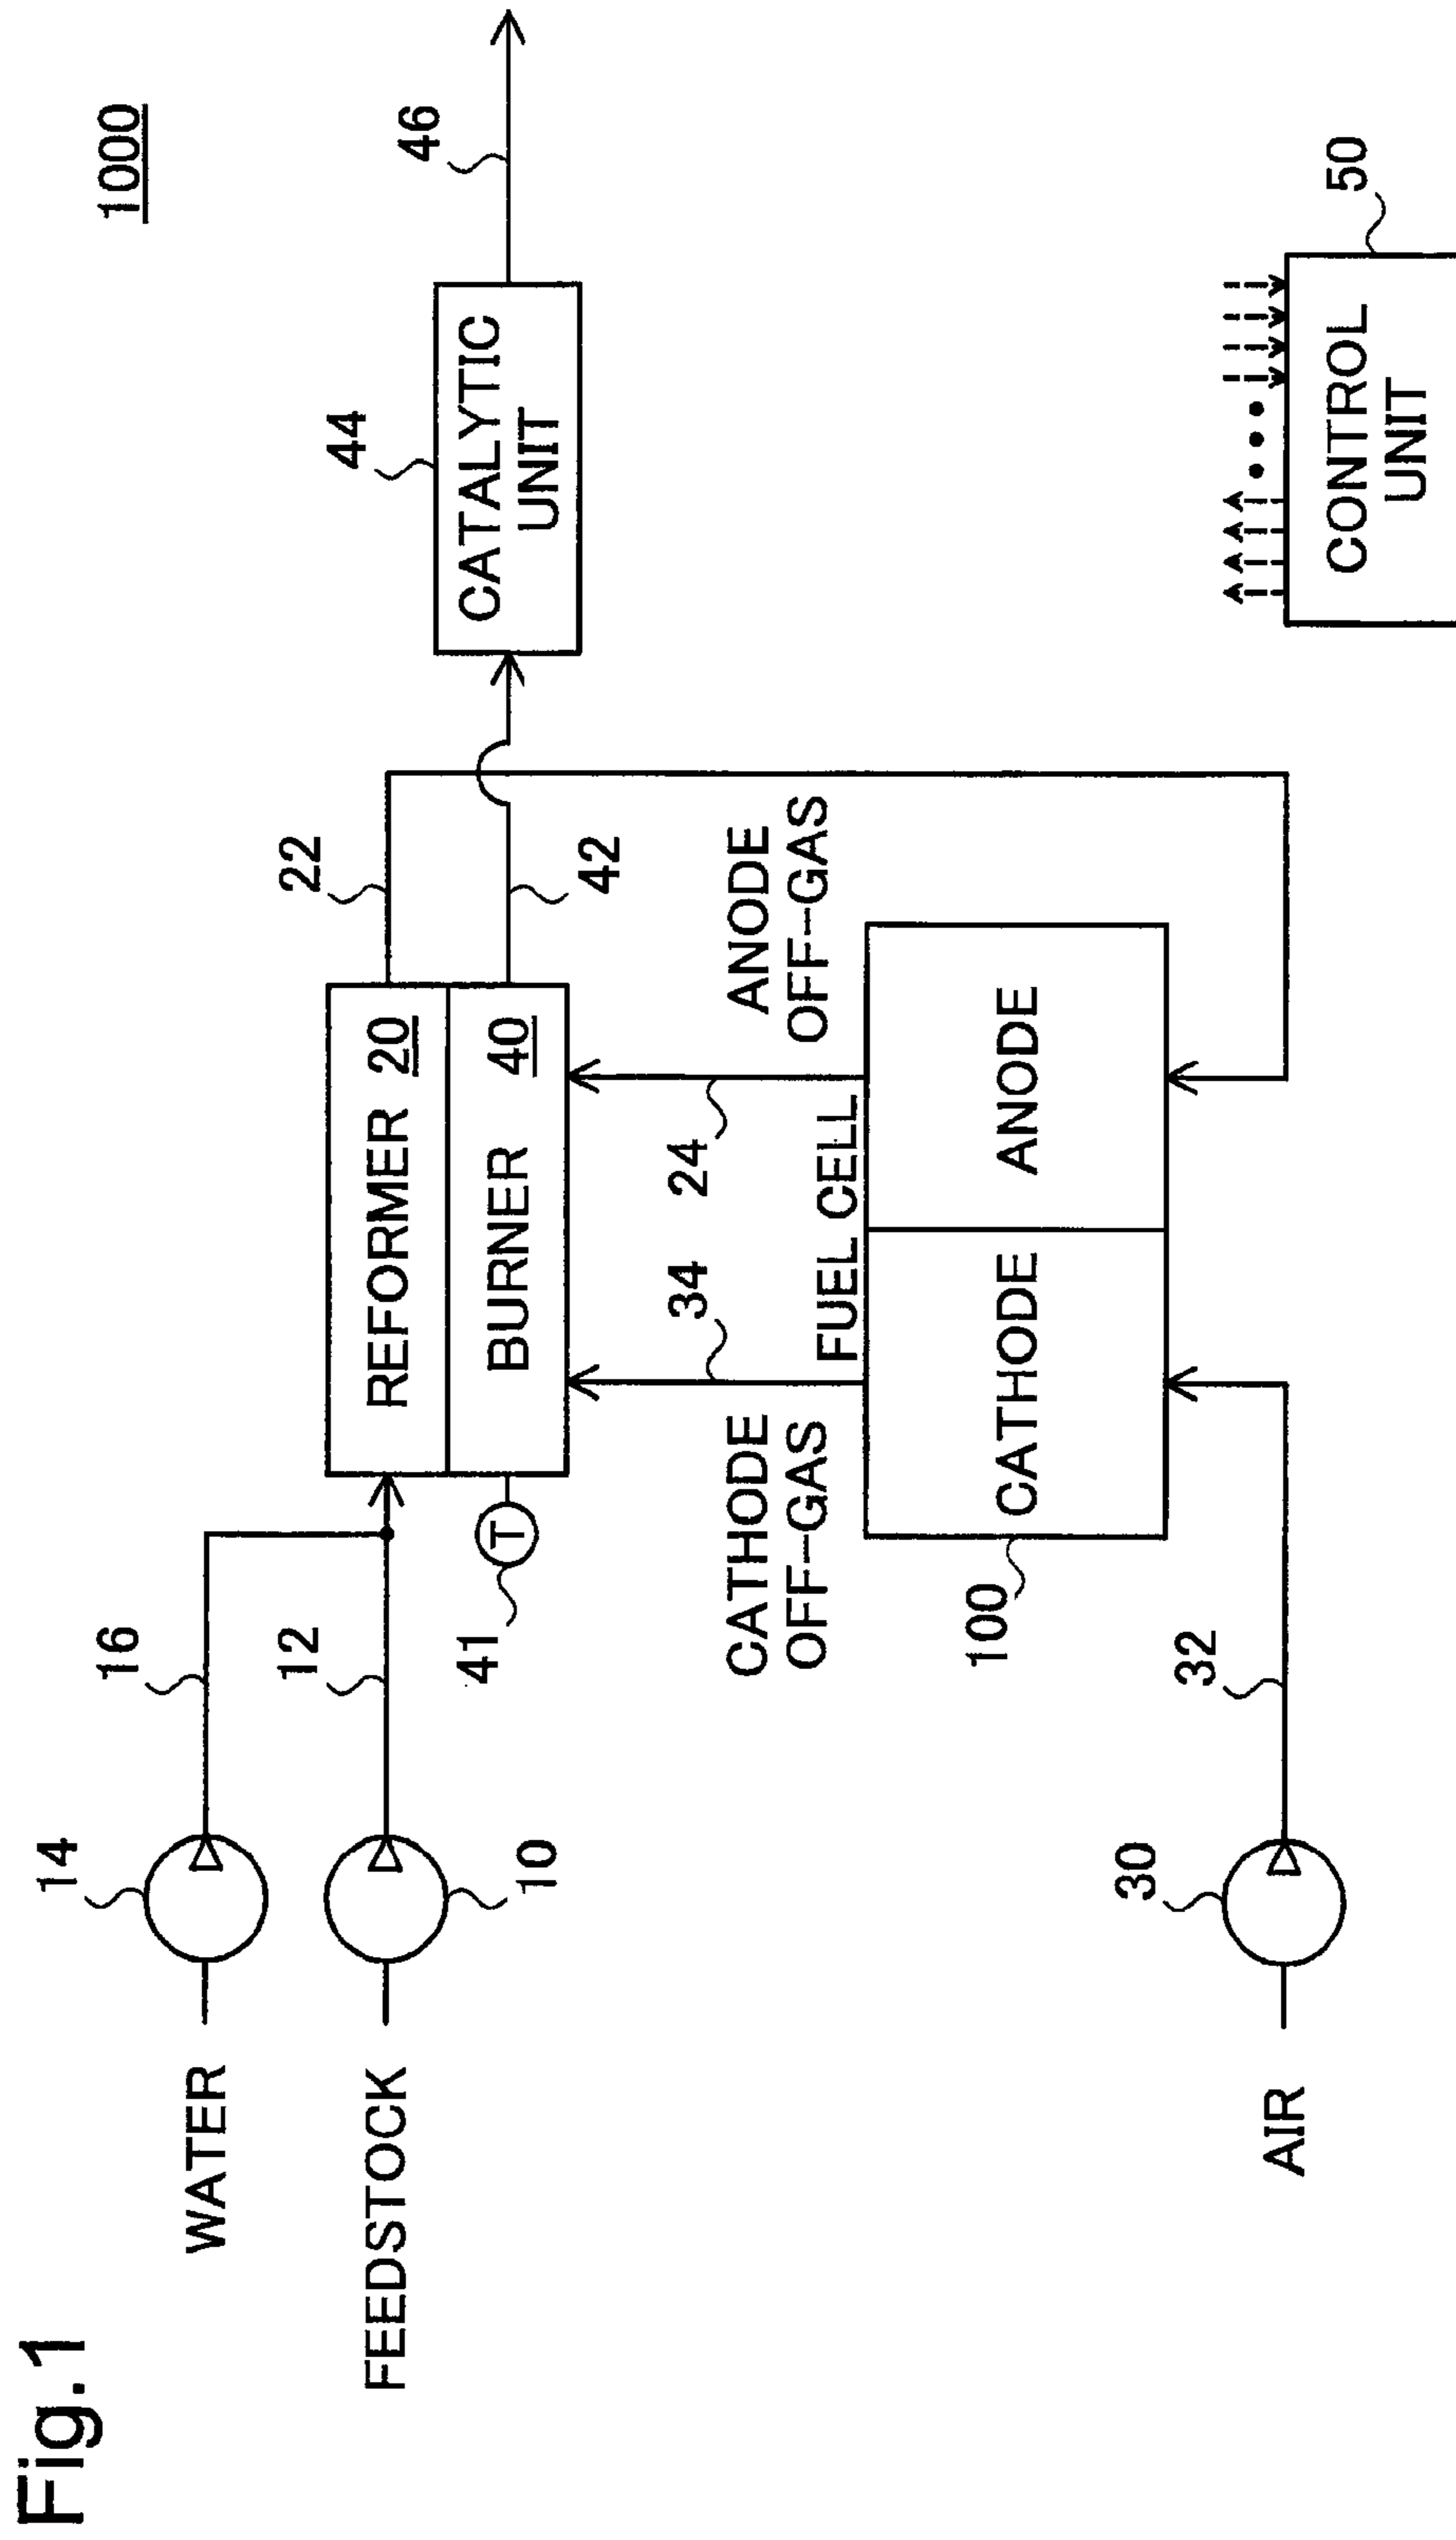 Fig.1
1000
WATER
14
16
FEEDSTOCK
10
12
REFORMER 20
BURNER 40
T
41
22
42
44
CATALYTIC
UNIT
46
CATHODE
OFF-GAS
34
24
ANODE
OFF-GAS
FUEL CELL
100
CATHODE
ANODE
AIR
30
32
50
CONTROL
UNIT